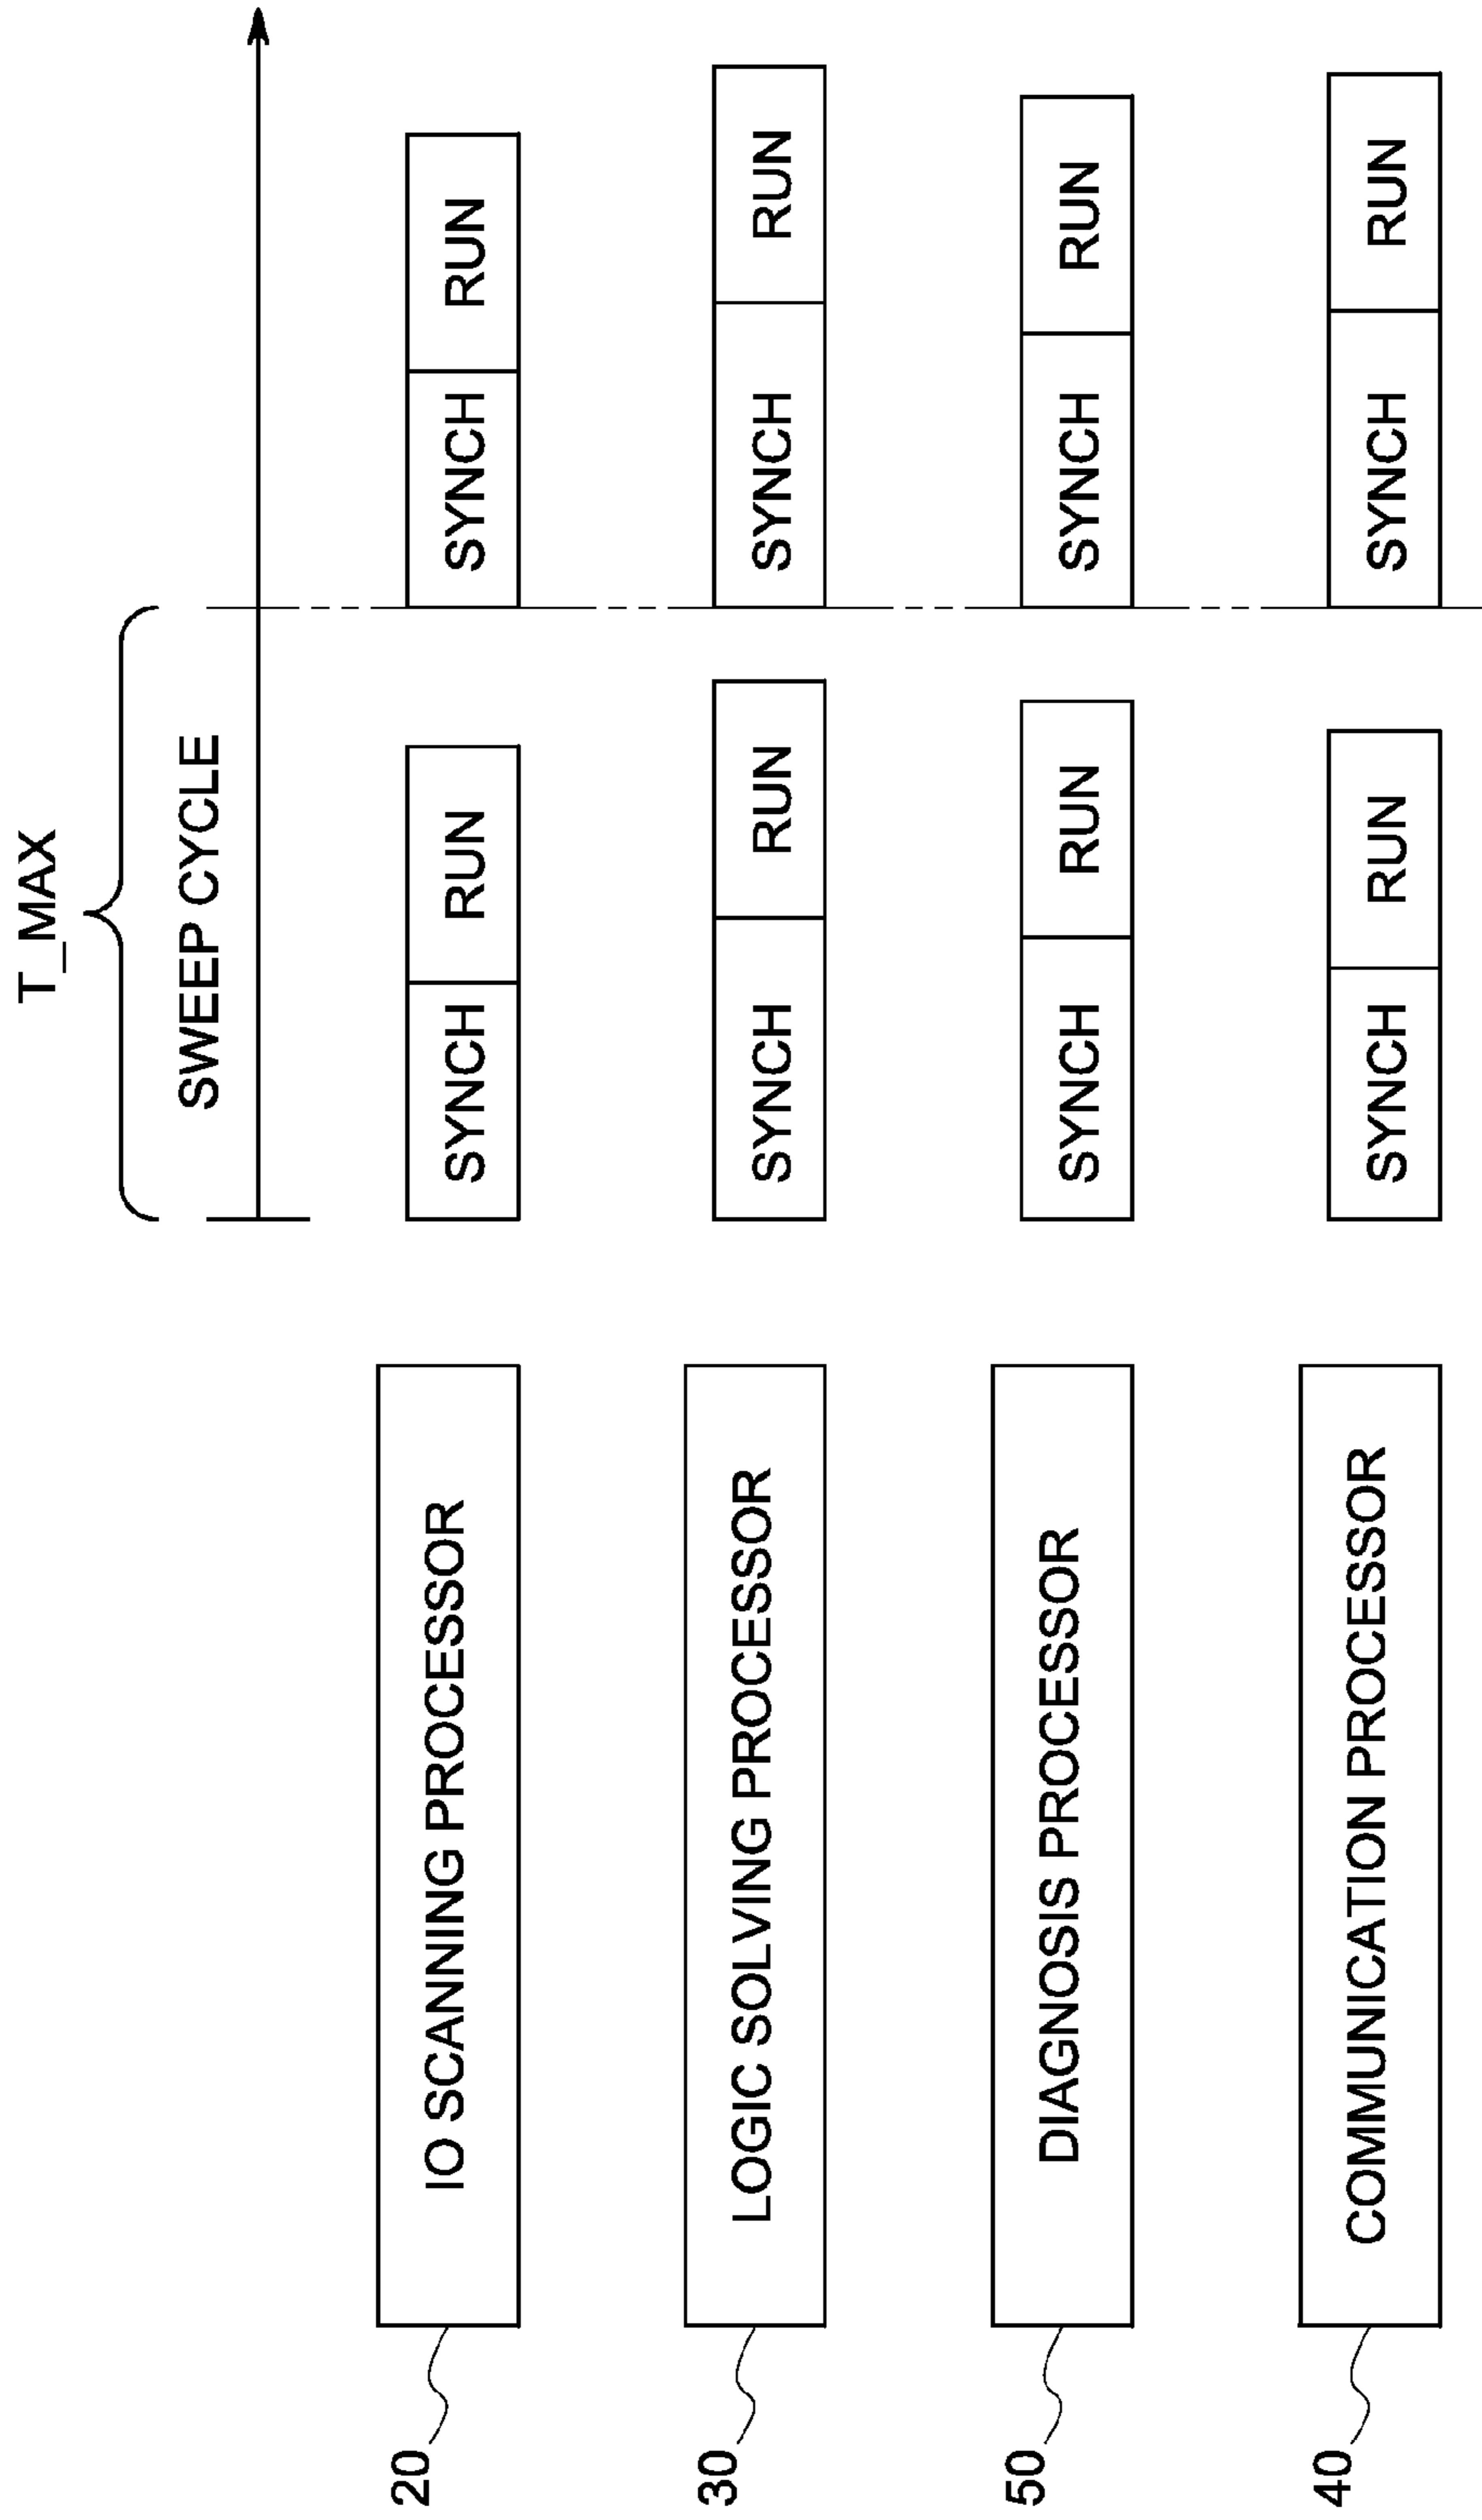 T_MAX
SWEEP CYCLE
20
IO SCANNING PROCESSOR
SYNCH
RUN
SYNCH
RUN
30
LOGIC SOLVING PROCESSOR
SYNCH
RUN
SYNCH
RUN
50
DIAGNOSIS PROCESSOR
SYNCH
RUN
SYNCH
RUN
40
COMMUNICATION PROCESSOR
SYNCH
RUN
SYNCH
RUN